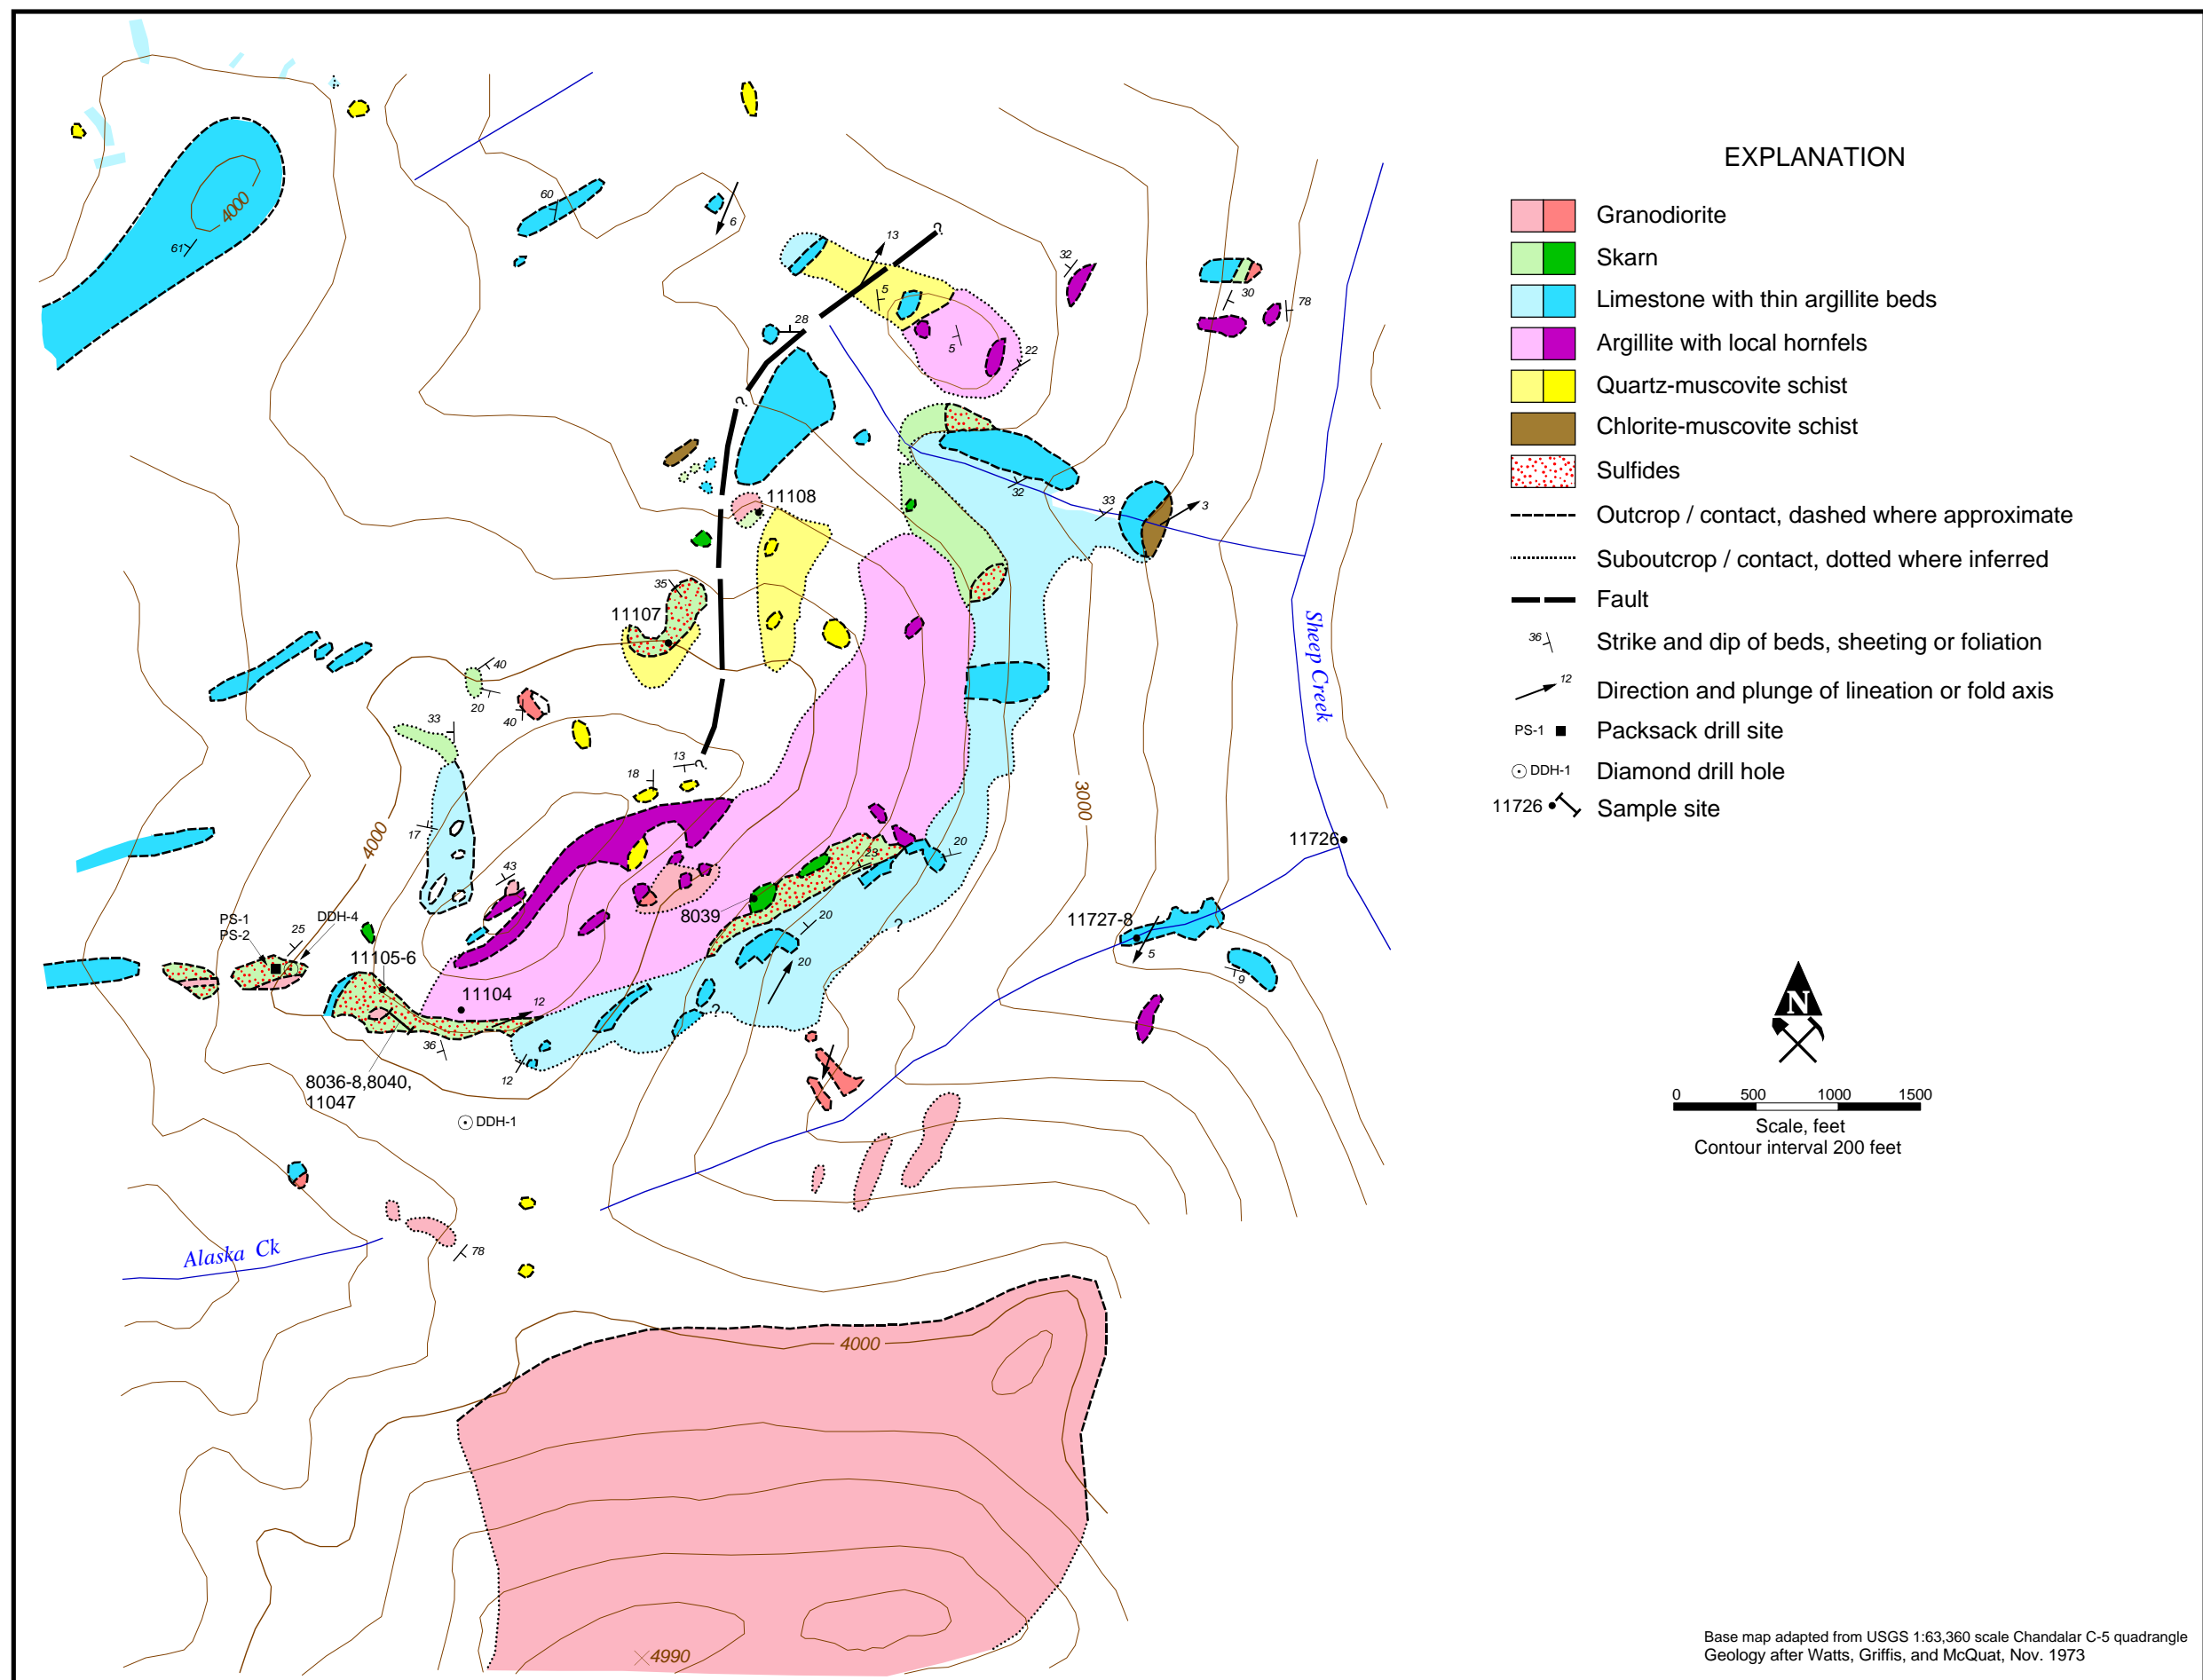 EXPLANATION
Granodiorite
Skarn
Limestone with thin argillite beds
Argillite with local hornfels
Quartz-muscovite schist
Chlorite-muscovite schist
Sulfides
Outcrop / contact, dashed where approximate
Suboutcrop / contact, dotted where inferred
Fault
36 Strike and dip of beds, sheeting or foliation
12 Direction and plunge of lineation or fold axis
PS-1 Packsack drill site
DDH-1 Diamond drill hole
11726 Sample site
N
0 500 1000 1500
Scale, feet
Contour interval 200 feet
Base map adapted from USGS 1:63,360 scale Chandalar C-5 quadrangle
Geology after Watts, Griffis, and McQuat, Nov. 1973
4000
61
60
6
13
?
5
28
5
22
32
30
78
?
11108
32
33
3
35
11107
Sheep Creek
40
20
40
33
18
13
?
3000
17
4000
43
23
20
11726
8039
20
?
20
PS-1
PS-2
DDH-4
25
11105-6
11104
12
?
11727-8
5
9
36
12
8036-8,8040,
11047
DDH-1
Alaska Ck
78
4000
4990